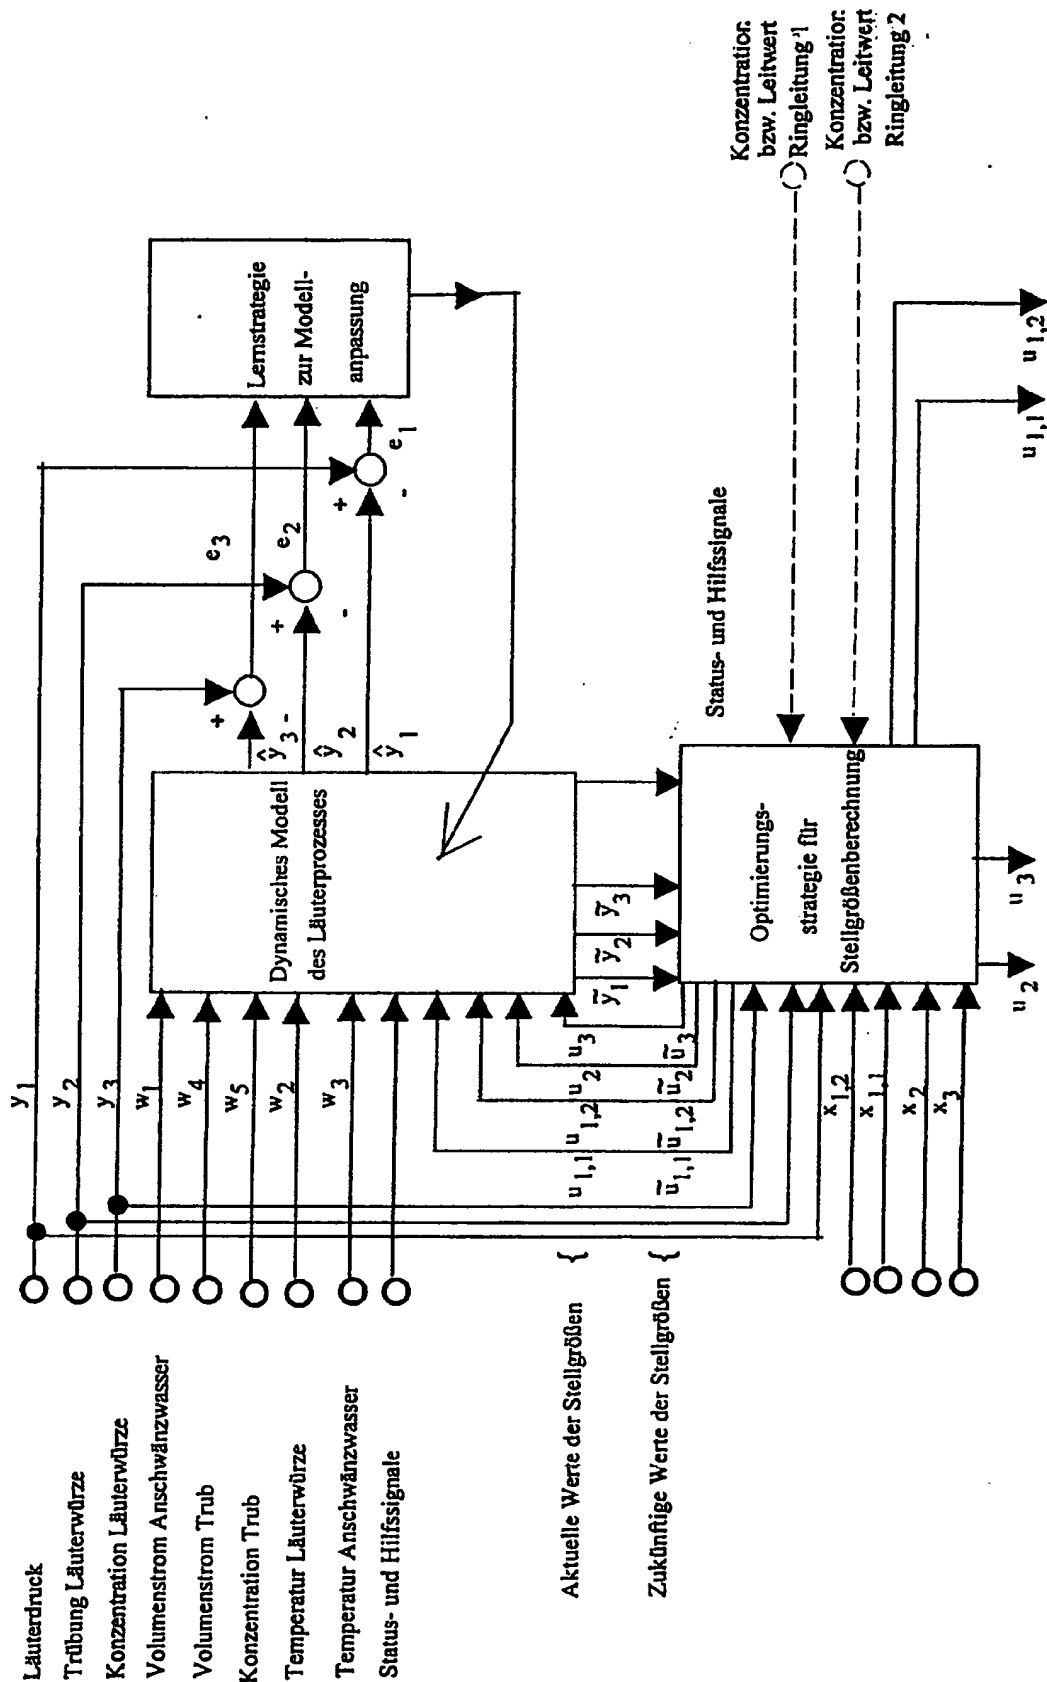 Läuterdruck
Trübung Läuterwürze
Konzentration Läuterwürze
Volumenstrom Anschwänzwasser
Volumenstrom Trub
Konzentration Trub
Temperatur Läuterwürze
Temperatur Anschwänzwasser
Status- und Hilfssignale
y1
y2
y3
w1
w4
w5
w2
w3
Dynamisches Modell
des Läuterprozesses
ŷ3
ŷ2
ŷ1
+
-
+
-
+
-
e3
e2
e1
Lernstrategie
zur Modell-
anpassung
Aktuelle Werte der Stellgrößen {
u1,1 u1,2 u2 u3
Zukünftige Werte der Stellgrößen {
ũ1,1 ũ1,2 ũ2 ũ3
ỹ1 ỹ2 ỹ3
Status- und Hilfssignale
x1,2
x1,1
x2
x3
Optimierungs-
strategie für
Stellgrößenberechnung
Konzentration
bzw. Leitwert
Ringleitung 1
Konzentration
bzw. Leitwert
Ringleitung 2
u2
u3
u1,1
u1,2